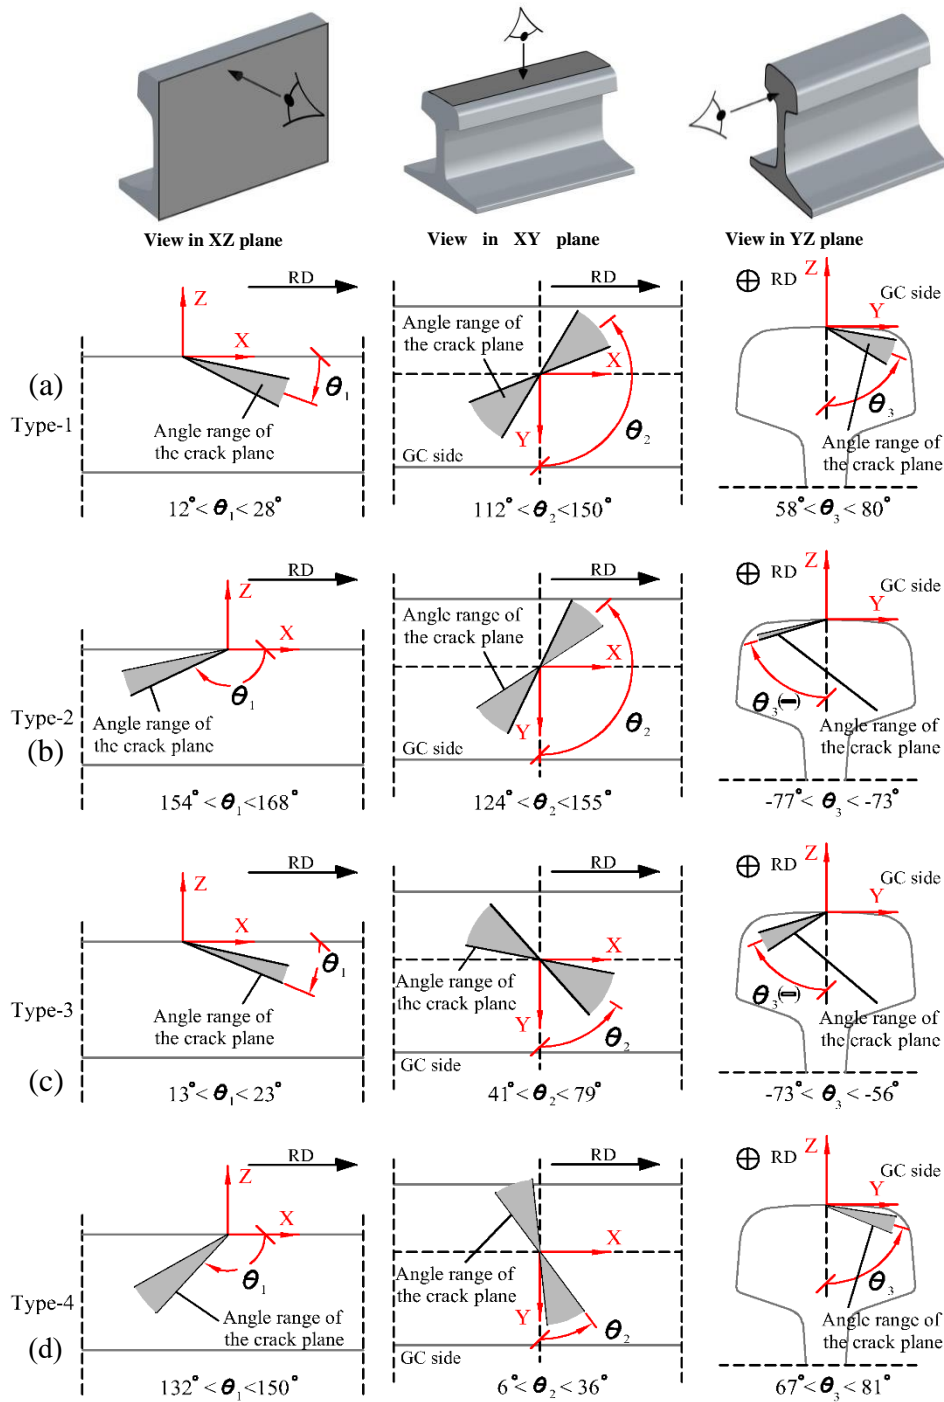 View in XZ plane
View in XY plane
View in YZ plane
(a)
Type-1
RD
Z
X
θ1
Angle range of
the crack plane
12°< θ1< 28°
RD
Angle range of
the crack plane
X
Y
θ2
GC side
112°< θ2<150°
RD
Z
GC side
Y
θ3
Angle range of
the crack plane
58°< θ3< 80°
Type-2
(b)
RD
Z
X
θ1
Angle range of
the crack plane
154°< θ1<168°
RD
Angle range of
the crack plane
X
Y
θ2
GC side
124°< θ2<155°
RD
Z
GC side
Y
θ3(-)
Angle range of
the crack plane
-77°< θ3< -73°
Type-3
(c)
RD
Z
X
θ1
Angle range of
the crack plane
13°< θ1< 23°
RD
X
Angle range of
the crack plane
Y
θ2
GC side
41°< θ2< 79°
RD
Z
GC side
Y
θ3(-)
Angle range of
the crack plane
-73°< θ3< -56°
Type-4
(d)
RD
Z
X
θ1
Angle range of
the crack plane
132°< θ1<150°
RD
X
Angle range of
the crack plane
Y
θ2
GC side
6°< θ2< 36°
RD
Z
GC side
Y
θ3
Angle range of
the crack plane
67°< θ3< 81°